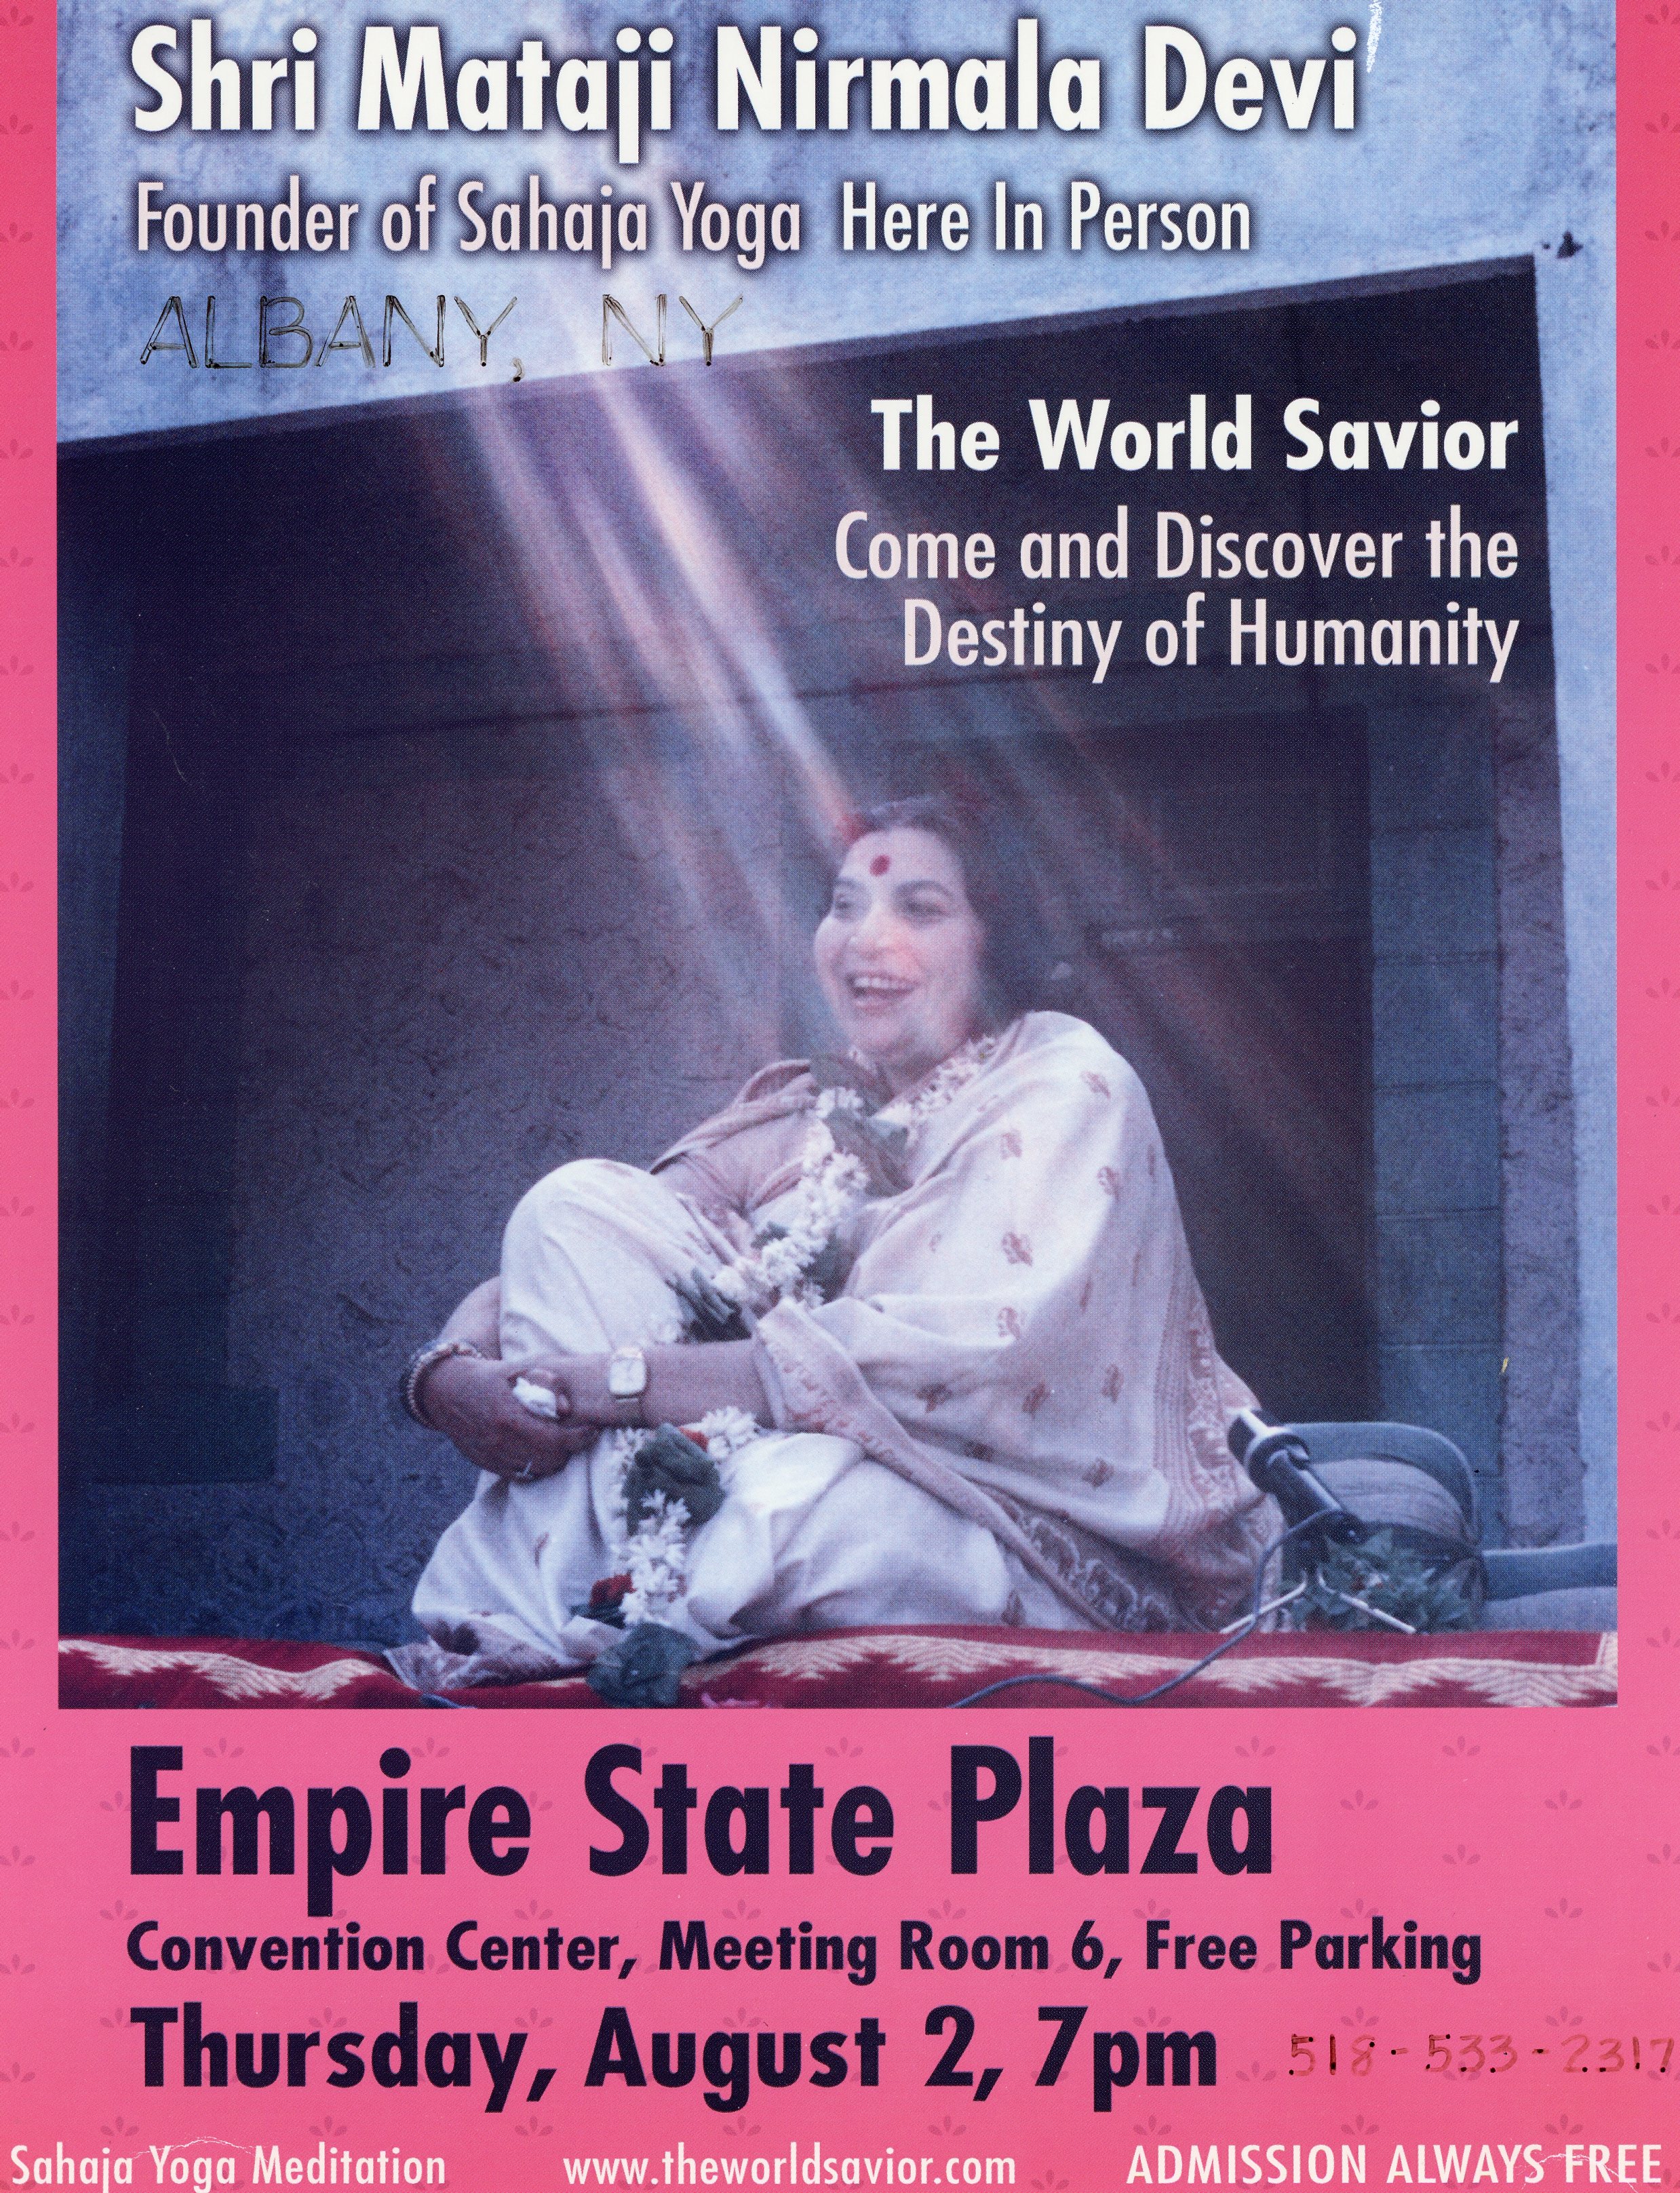 Shri Mataji Nirmala Devi
Founder of Sahaja Yoga Here In Person
ALBANY, NY
The World Savior
Come and Discover the
Destiny of Humanity
Empire State Plaza
Convention Center, Meeting Room 6, Free Parking
Thursday, August 2, 7pm
518-533-2317
Sahaja Yoga Meditation www.theworldsavior.com ADMISSION ALWAYS FREE